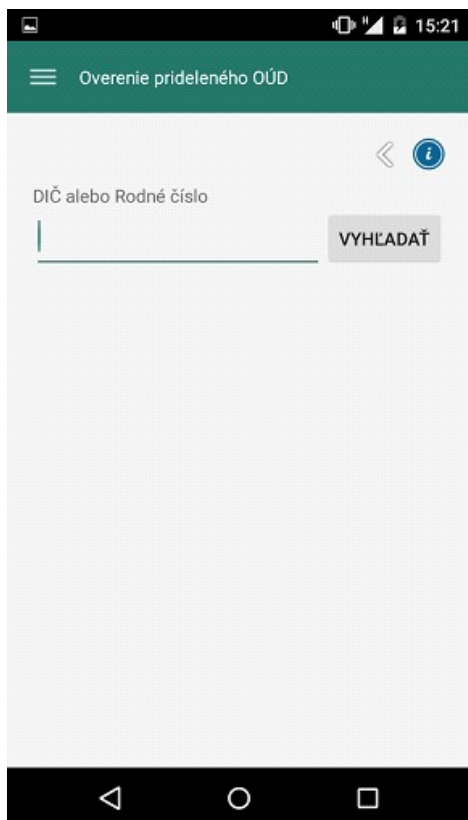 H 15:21
Overenie prideleného OÚD
i
DIČ alebo Rodné číslo
VYHĽADAŤ